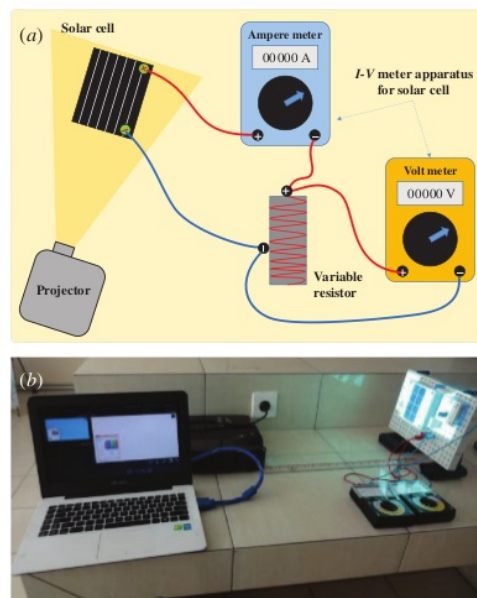 (a)
Solar cell
Ampere meter
00000 A
I-V meter apparatus
for solar cell
Volt meter
00000 V
+
−
+
−
+
−
Variable
resistor
Projector
(b)